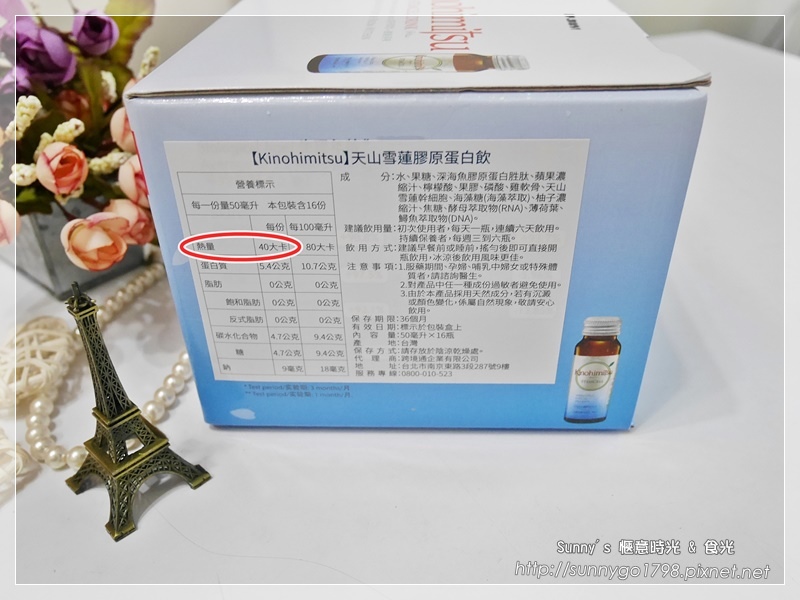 Kinohimitsu
【Kinohimitsu】天山雪蓮膠原蛋白飲
營養標示
每一份量50毫升 本包裝含16份
每份 每100毫升
熱量 40大卡 80大卡
蛋白質 5.4公克 10.7公克
脂肪 0公克 0公克
飽和脂肪 0公克 0公克
反式脂肪 0公克 0公克
碳水化合物 4.7公克 9.4公克
糖 4.7公克 9.4公克
鈉 9毫克 18毫克
成 分:水、果糖、深海魚膠原蛋白胜肽、蘋果濃
縮汁、檸檬酸、果膠、磷酸、雞軟骨、天山
雪蓮幹細胞、海藻糖(海藻萃取)、柚子濃
縮汁、焦糖、酵母萃取物(RNA)、薄荷葉、
鱘魚萃取物(DNA)。
建議飲用量:初次使用者，每天一瓶，連續六天飲用。
持續保養者，每週三到六瓶。
飲用方式:建議早餐前或睡前，搖勻後即可直接開
瓶飲用，冰涼後飲用風味更佳。
注意事項:1.服藥期間、孕婦、哺乳中婦女或特殊體
質者，請諮詢醫生。
2.對產品中任一種成份過敏者避免使用。
3.由於本產品採用天然成分，若有沉澱
或顏色變化，係屬自然現象，敬請安心
飲用。
保存期限:36個月
有效日期:標示於包裝盒上
內 容 量:50毫升×16瓶
產 地:台灣
保存方式:請存放於陰涼乾燥處。
代 理 商:跨境通企業有限公司
地 址:台北市南京東路3段287號9樓
服務專線:0800-010-523
Kinohimitsu
Sunny's 愜意時光 & 食光
http://sunnygo1798.pixnet.net